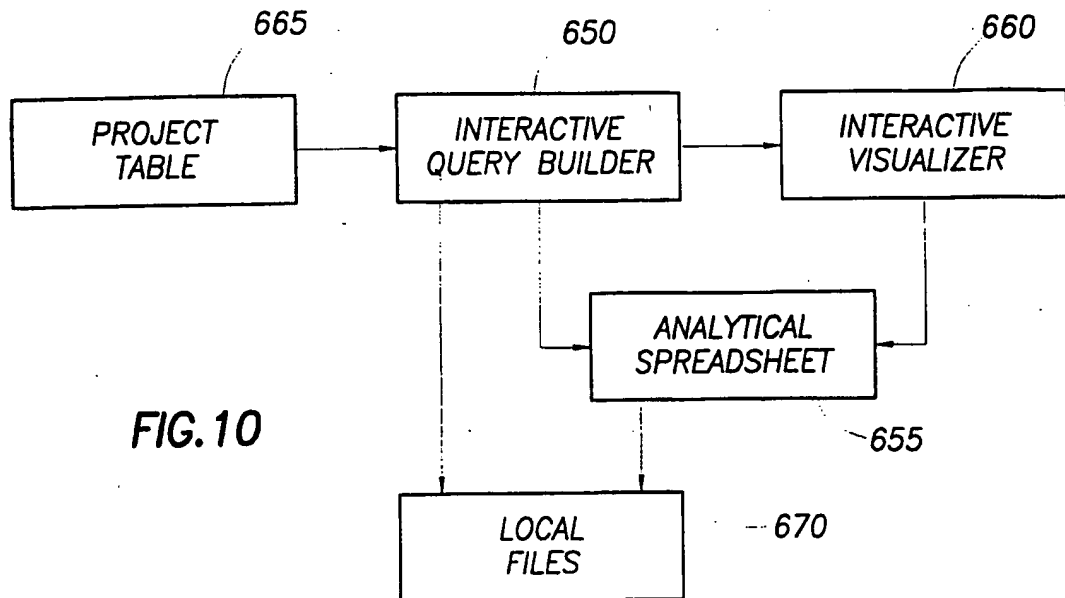 665
650
660
PROJECT
TABLE
INTERACTIVE
QUERY BUILDER
INTERACTIVE
VISUALIZER
ANALYTICAL
SPREADSHEET
655
FIG.10
LOCAL
FILES
670